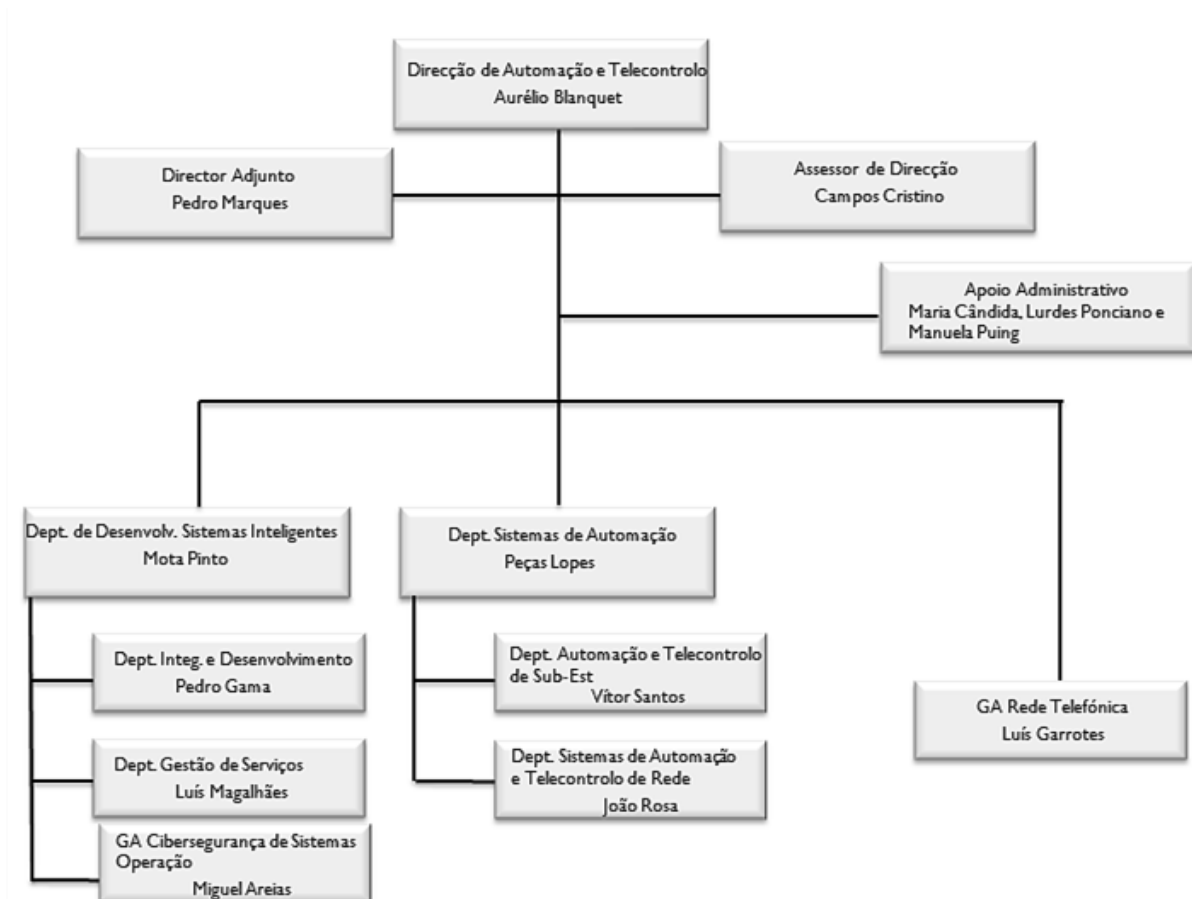 Direcção de Automação e Telecontrolo
Aurélio Blanquet
Director Adjunto
Pedro Marques
Assessor de Direcção
Campos Cristino
Apoio Administrativo
Maria Cândida, Lurdes Ponciano e
Manuela Puing
Dept. de Desenvolv. Sistemas Inteligentes
Mota Pinto
Dept. Sistemas de Automação
Peças Lopes
Dept. Integ. e Desenvolvimento
Pedro Gama
Dept. Automação e Telecontrolo
de Sub-Est
Vítor Santos
GA Rede Telefónica
Luís Garrotes
Dept. Gestão de Serviços
Luís Magalhães
Dept. Sistemas de Automação
e Telecontrolo de Rede
João Rosa
GA Cibersegurança de Sistemas
Operação
Miguel Areias